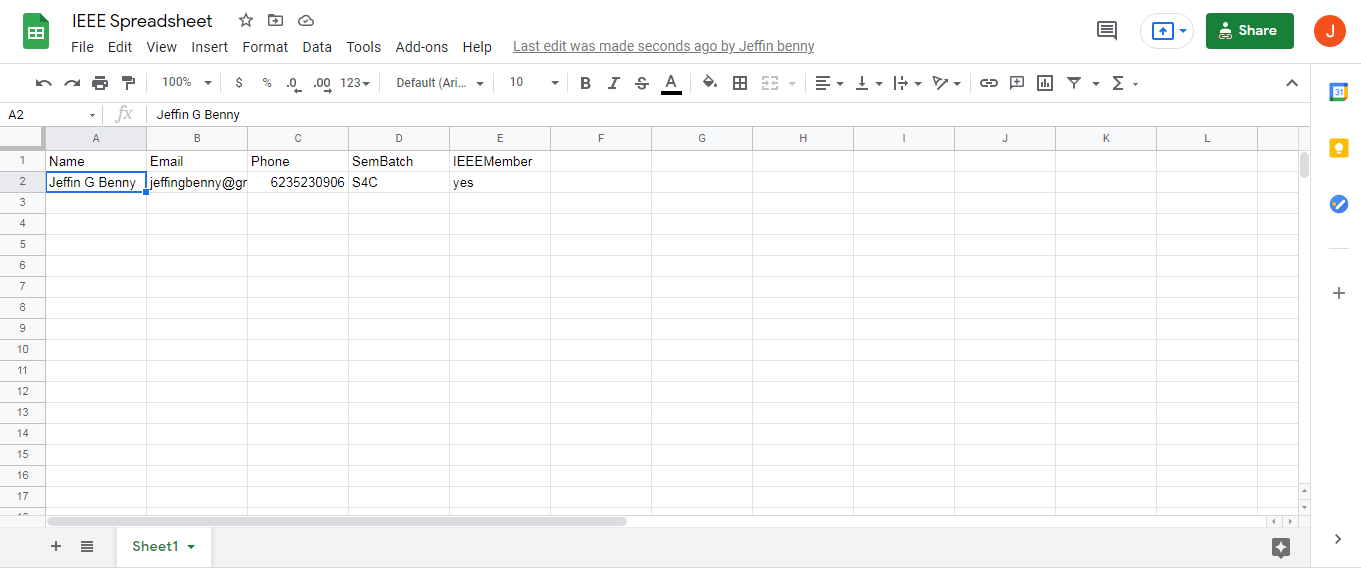 IEEE Spreadsheet
File Edit View Insert Format Data Tools Add-ons Help Last edit was made seconds ago by Jeffin benny
Share J
100% $ % .0 .00 123 Default (Ari... 10 B I S A Σ
31
A2 fx Jeffin G Benny
A B C D E F G H I J K L
1 Name Email Phone SemBatch IEEEMember
2 Jeffin G Benny jeffingbenny@gr 6235230906 S4C yes
3
4
5
6
7
8
9
10
11
12
13
14
15
16
17
Sheet1